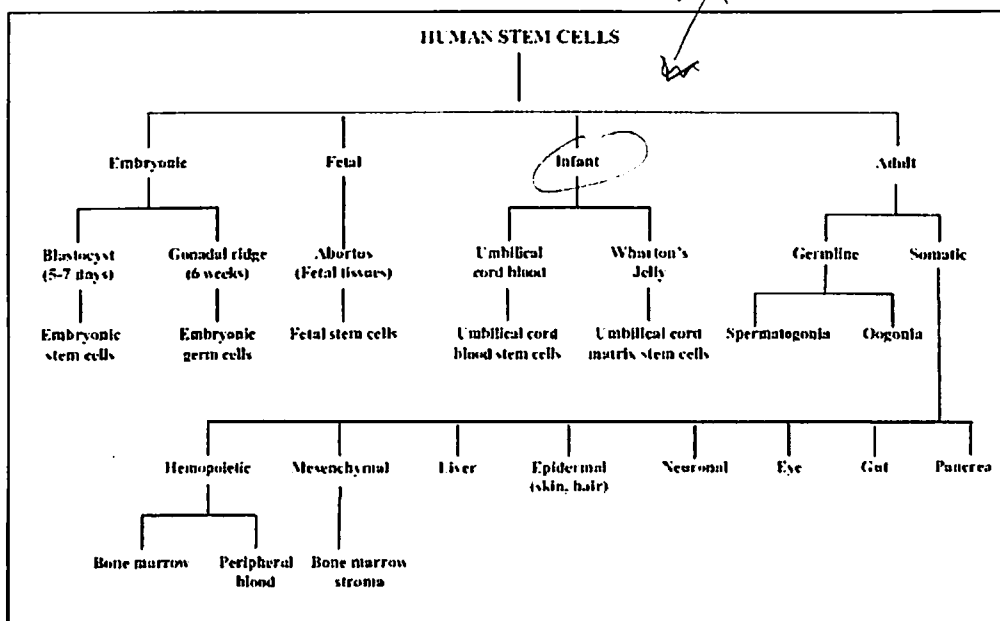 HUMAN STEM CELLS
Embryonic
Fetal
Infant
Adult
Blastocyst
(5-7 days)
Gonadal ridge
(6 weeks)
Abortus
(Fetal tissues)
Umbilical
cord blood
Wharton's
Jelly
Germline
Somatic
Embryonic
stem cells
Embryonic
germ cells
Fetal stem cells
Umbilical cord
blood stem cells
Umbilical cord
matrix stem cells
Spermatogonia
Oogonia
Hemopoietic
Mesenchymal
Liver
Epidermal
(skin, hair)
Neuronal
Eye
Gut
Pancrea
Bone marrow
Peripheral
blood
Bone marrow
stroma